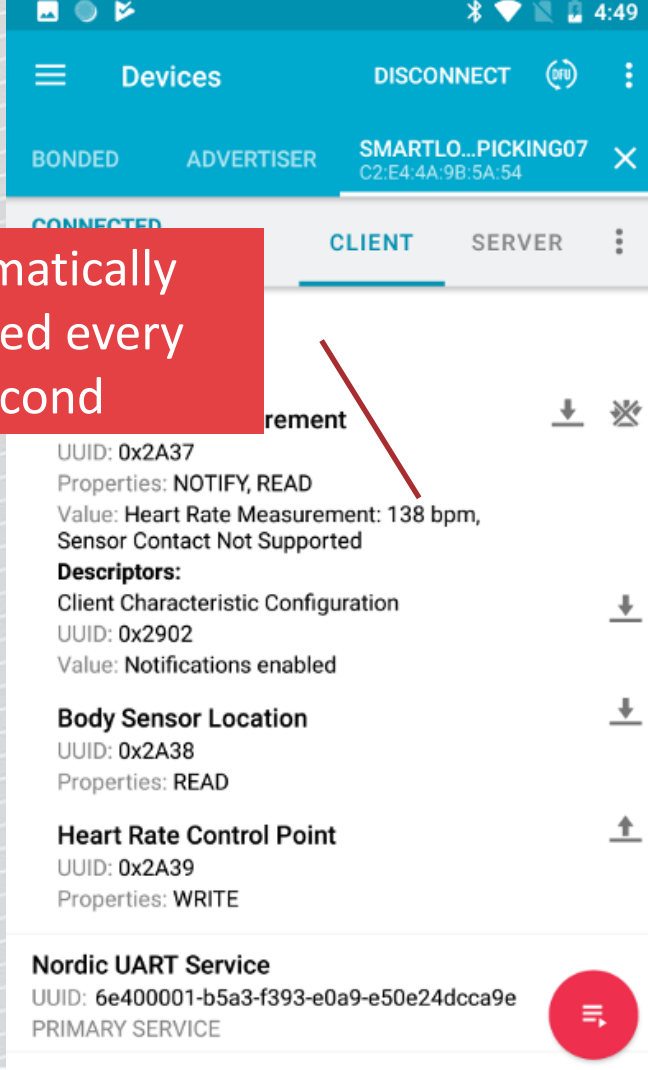 4:49
Devices
DISCONNECT
DFU
BONDED
ADVERTISER
SMARTLO...PICKING07
C2:E4:4A:9B:5A:54
CONNECTED
CLIENT
SERVER
matically
ed every
cond
rement
UUID: 0x2A37
Properties: NOTIFY, READ
Value: Heart Rate Measurement: 138 bpm,
Sensor Contact Not Supported
Descriptors:
Client Characteristic Configuration
UUID: 0x2902
Value: Notifications enabled
Body Sensor Location
UUID: 0x2A38
Properties: READ
Heart Rate Control Point
UUID: 0x2A39
Properties: WRITE
Nordic UART Service
UUID: 6e400001-b5a3-f393-e0a9-e50e24dcca9e
PRIMARY SERVICE